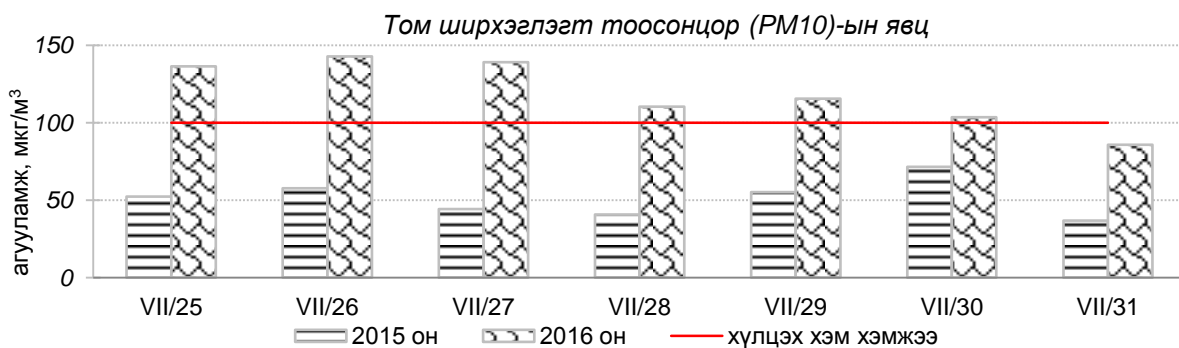 Том ширхэглэгт тоосонцор (PM10)-ын явц
агууламж, мкг/м³
150
100
50
0
VII/25 VII/26 VII/27 VII/28 VII/29 VII/30 VII/31
2015 он 2016 он хүлцэх хэм хэмжээ